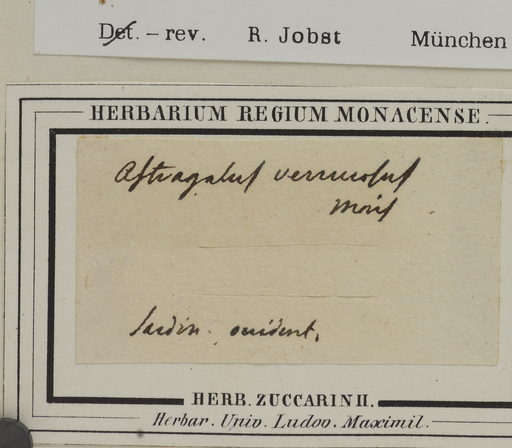 Det. – rev. R. Jobst München
HERBARIUM REGIUM MONACENSE.
Astragalus verrucosus
Moris
Sardin. occident.
HERB. ZUCCARINII.
Herbar. Univ. Ludov. Maximil.